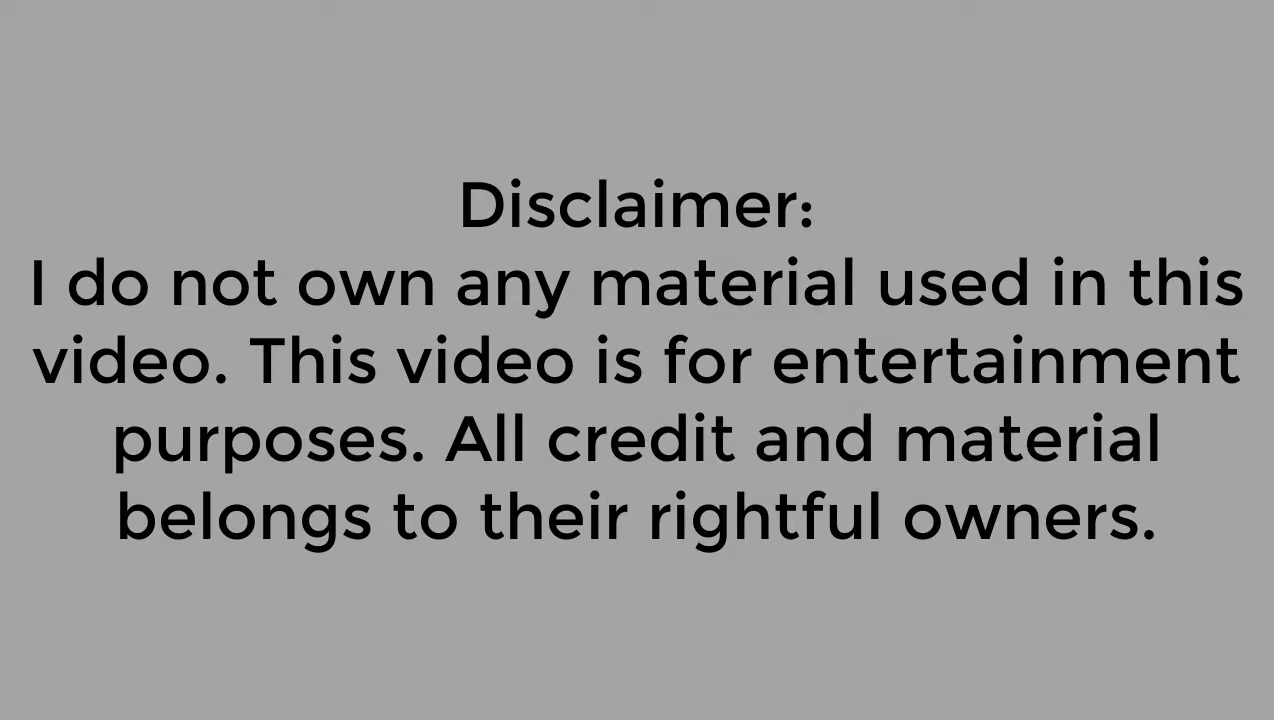 Disclaimer:
I do not own any material used in this
video. This video is for entertainment
purposes. All credit and material
belongs to their rightful owners.